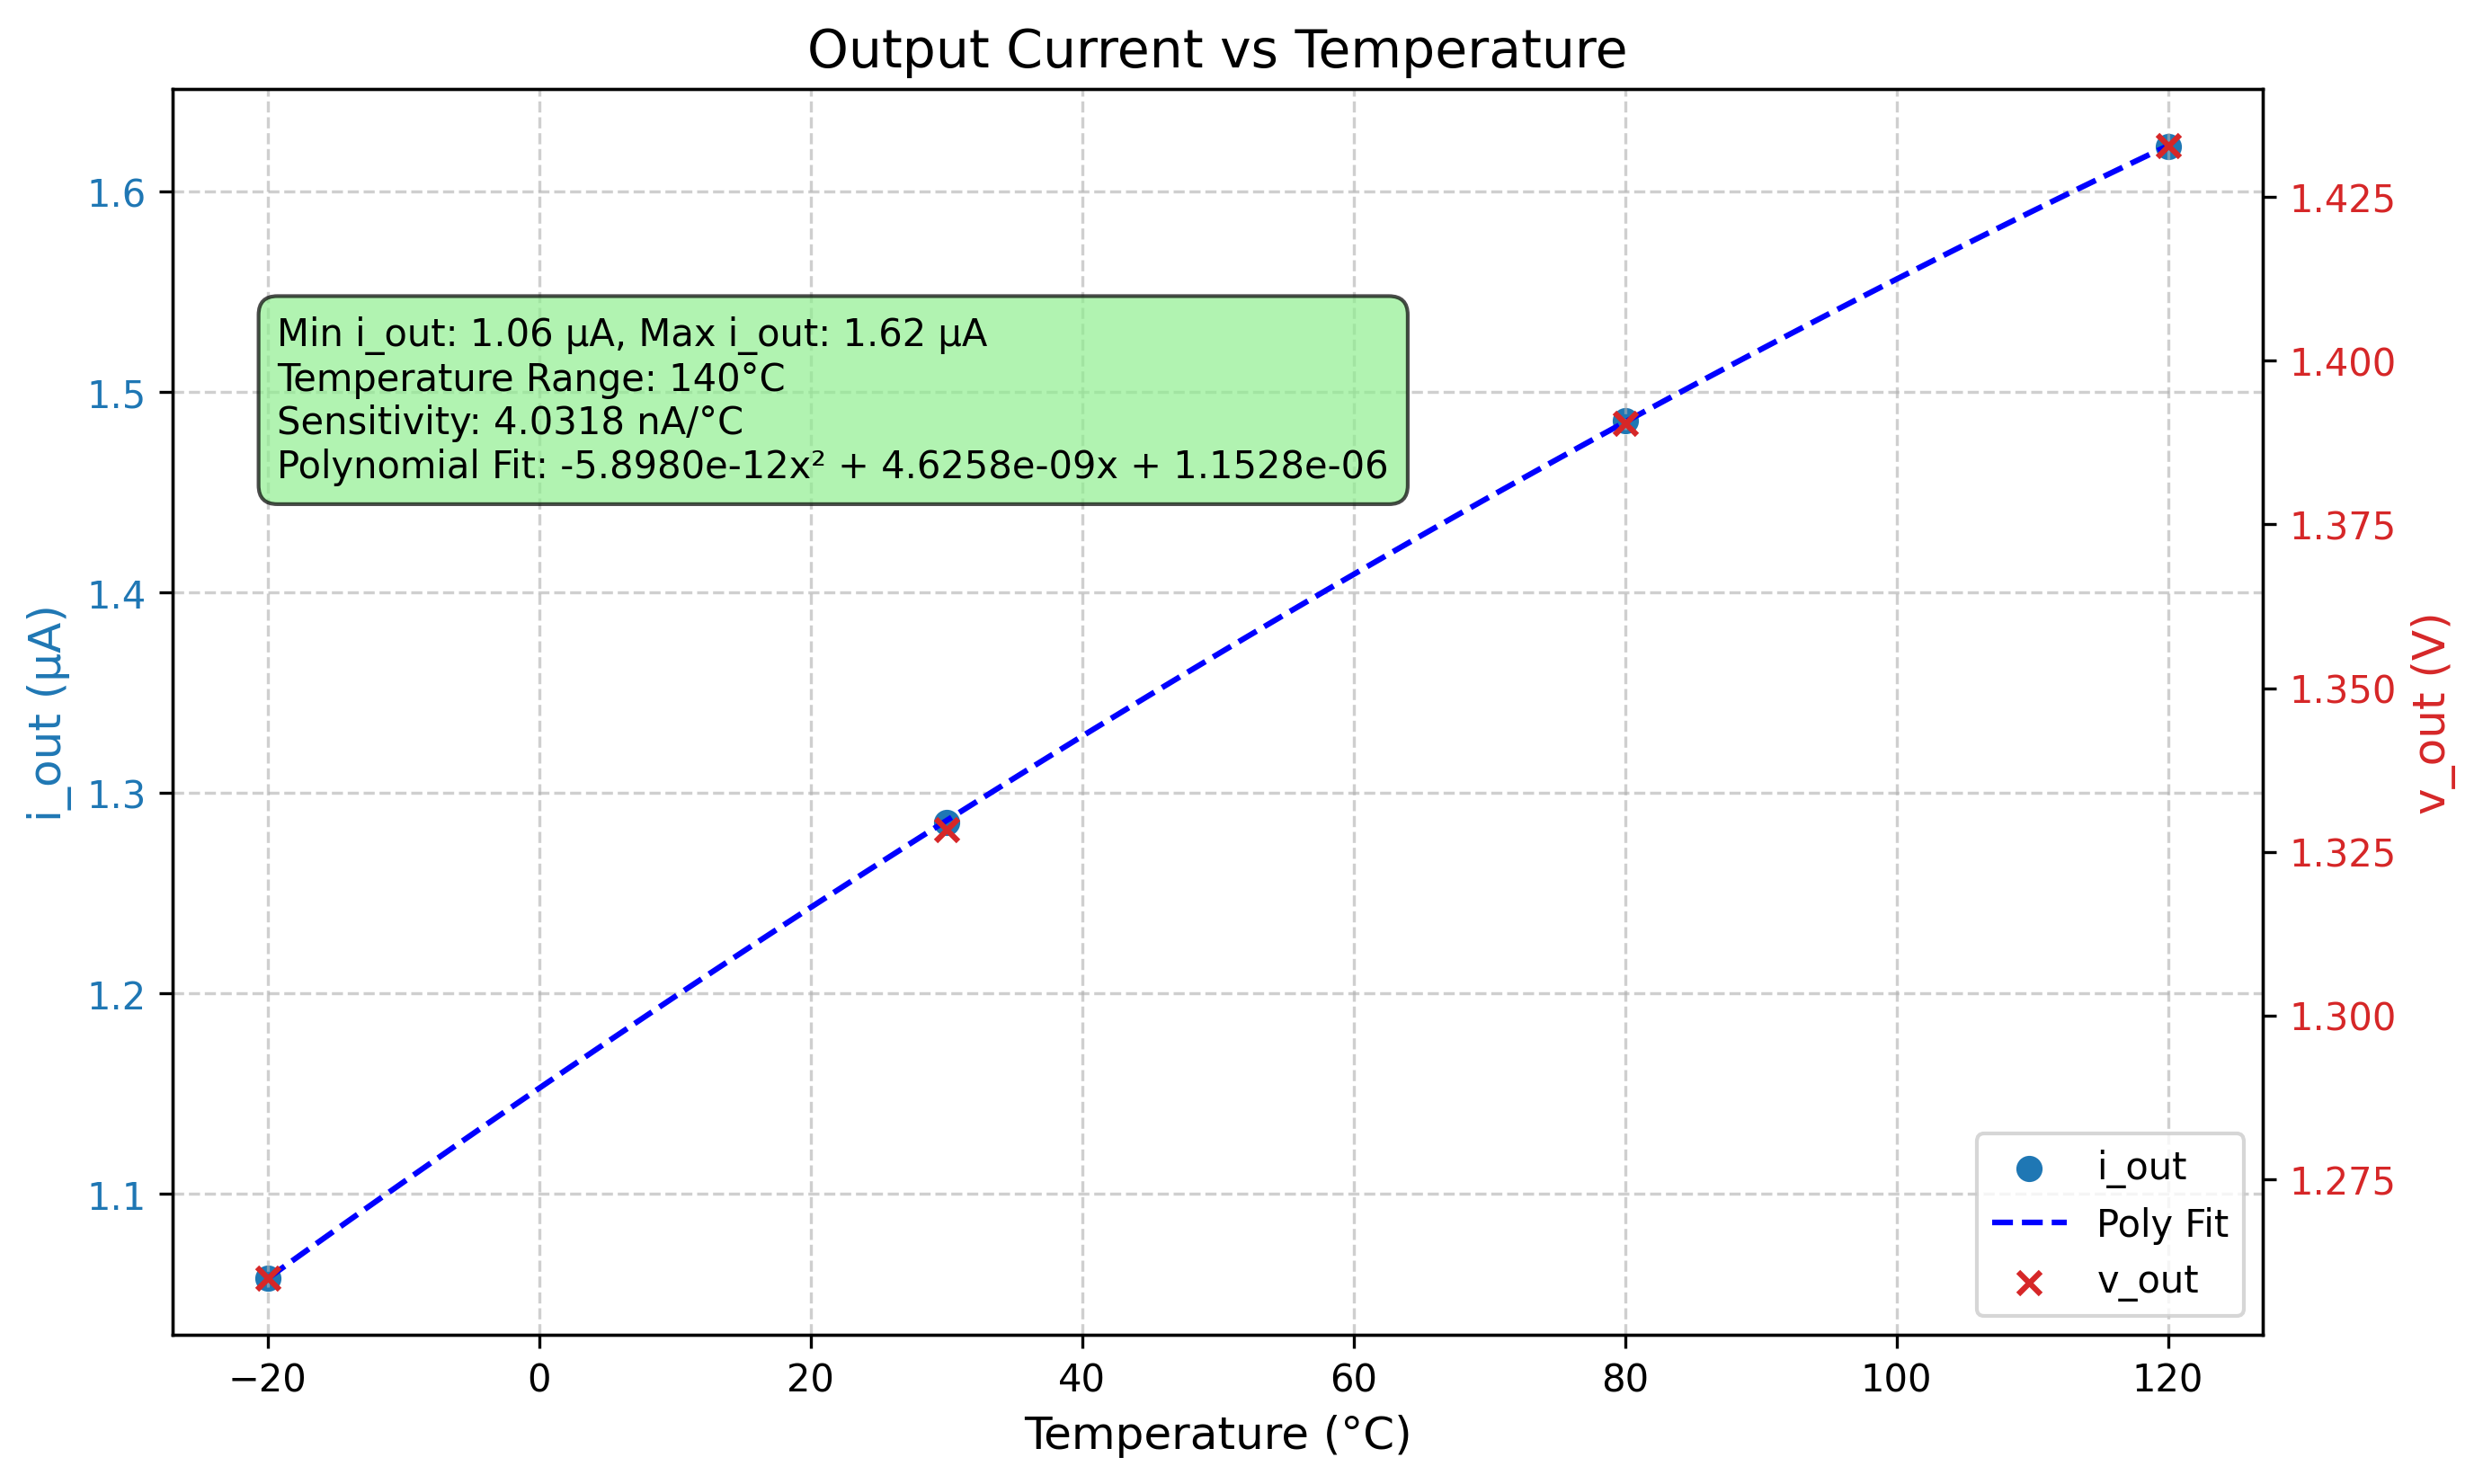 Output Current vs Temperature
i_out (µA)
1.6
1.5
1.4
1.3
1.2
1.1
Min i_out: 1.06 µA, Max i_out: 1.62 µA
Temperature Range: 140°C
Sensitivity: 4.0318 nA/°C
Polynomial Fit: -5.8980e-12x² + 4.6258e-09x + 1.1528e-06
1.425
1.400
1.375
1.350
1.325
1.300
1.275
v_out (V)
i_out
Poly Fit
v_out
−20 0 20 40 60 80 100 120
Temperature (°C)